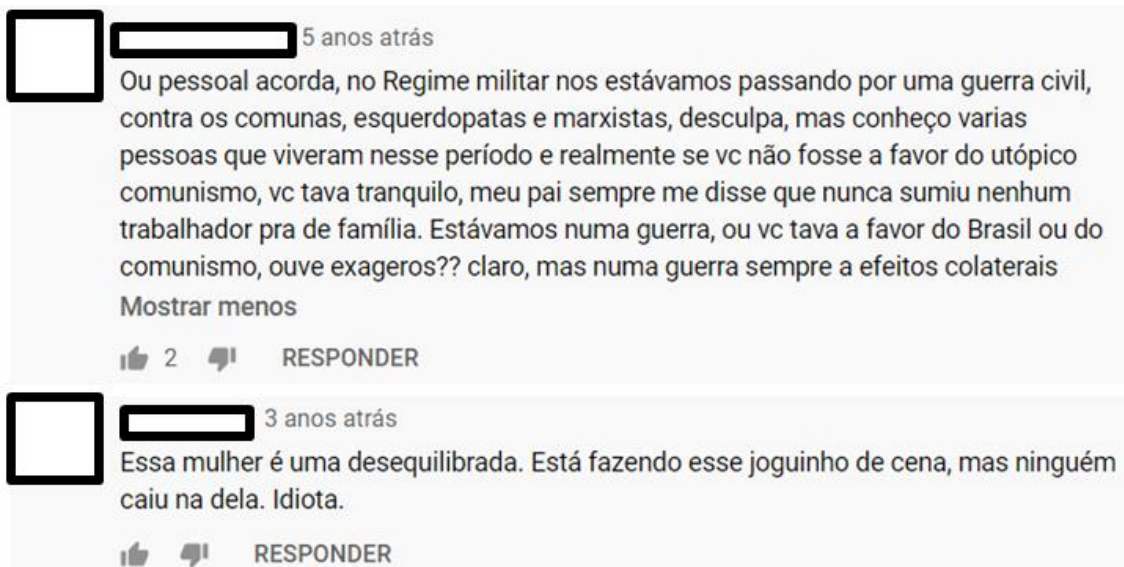 5 anos atrás
Ou pessoal acorda, no Regime militar nos estávamos passando por uma guerra civil,
contra os comunas, esquerdopatas e marxistas, desculpa, mas conheço varias
pessoas que viveram nesse período e realmente se vc não fosse a favor do utópico
comunismo, vc tava tranquilo, meu pai sempre me disse que nunca sumiu nenhum
trabalhador pra de família. Estávamos numa guerra, ou vc tava a favor do Brasil ou do
comunismo, ouve exageros?? claro, mas numa guerra sempre a efeitos colaterais
Mostrar menos
2 RESPONDER
3 anos atrás
Essa mulher é uma desequilibrada. Está fazendo esse joguinho de cena, mas ninguém
caiu na dela. Idiota.
RESPONDER